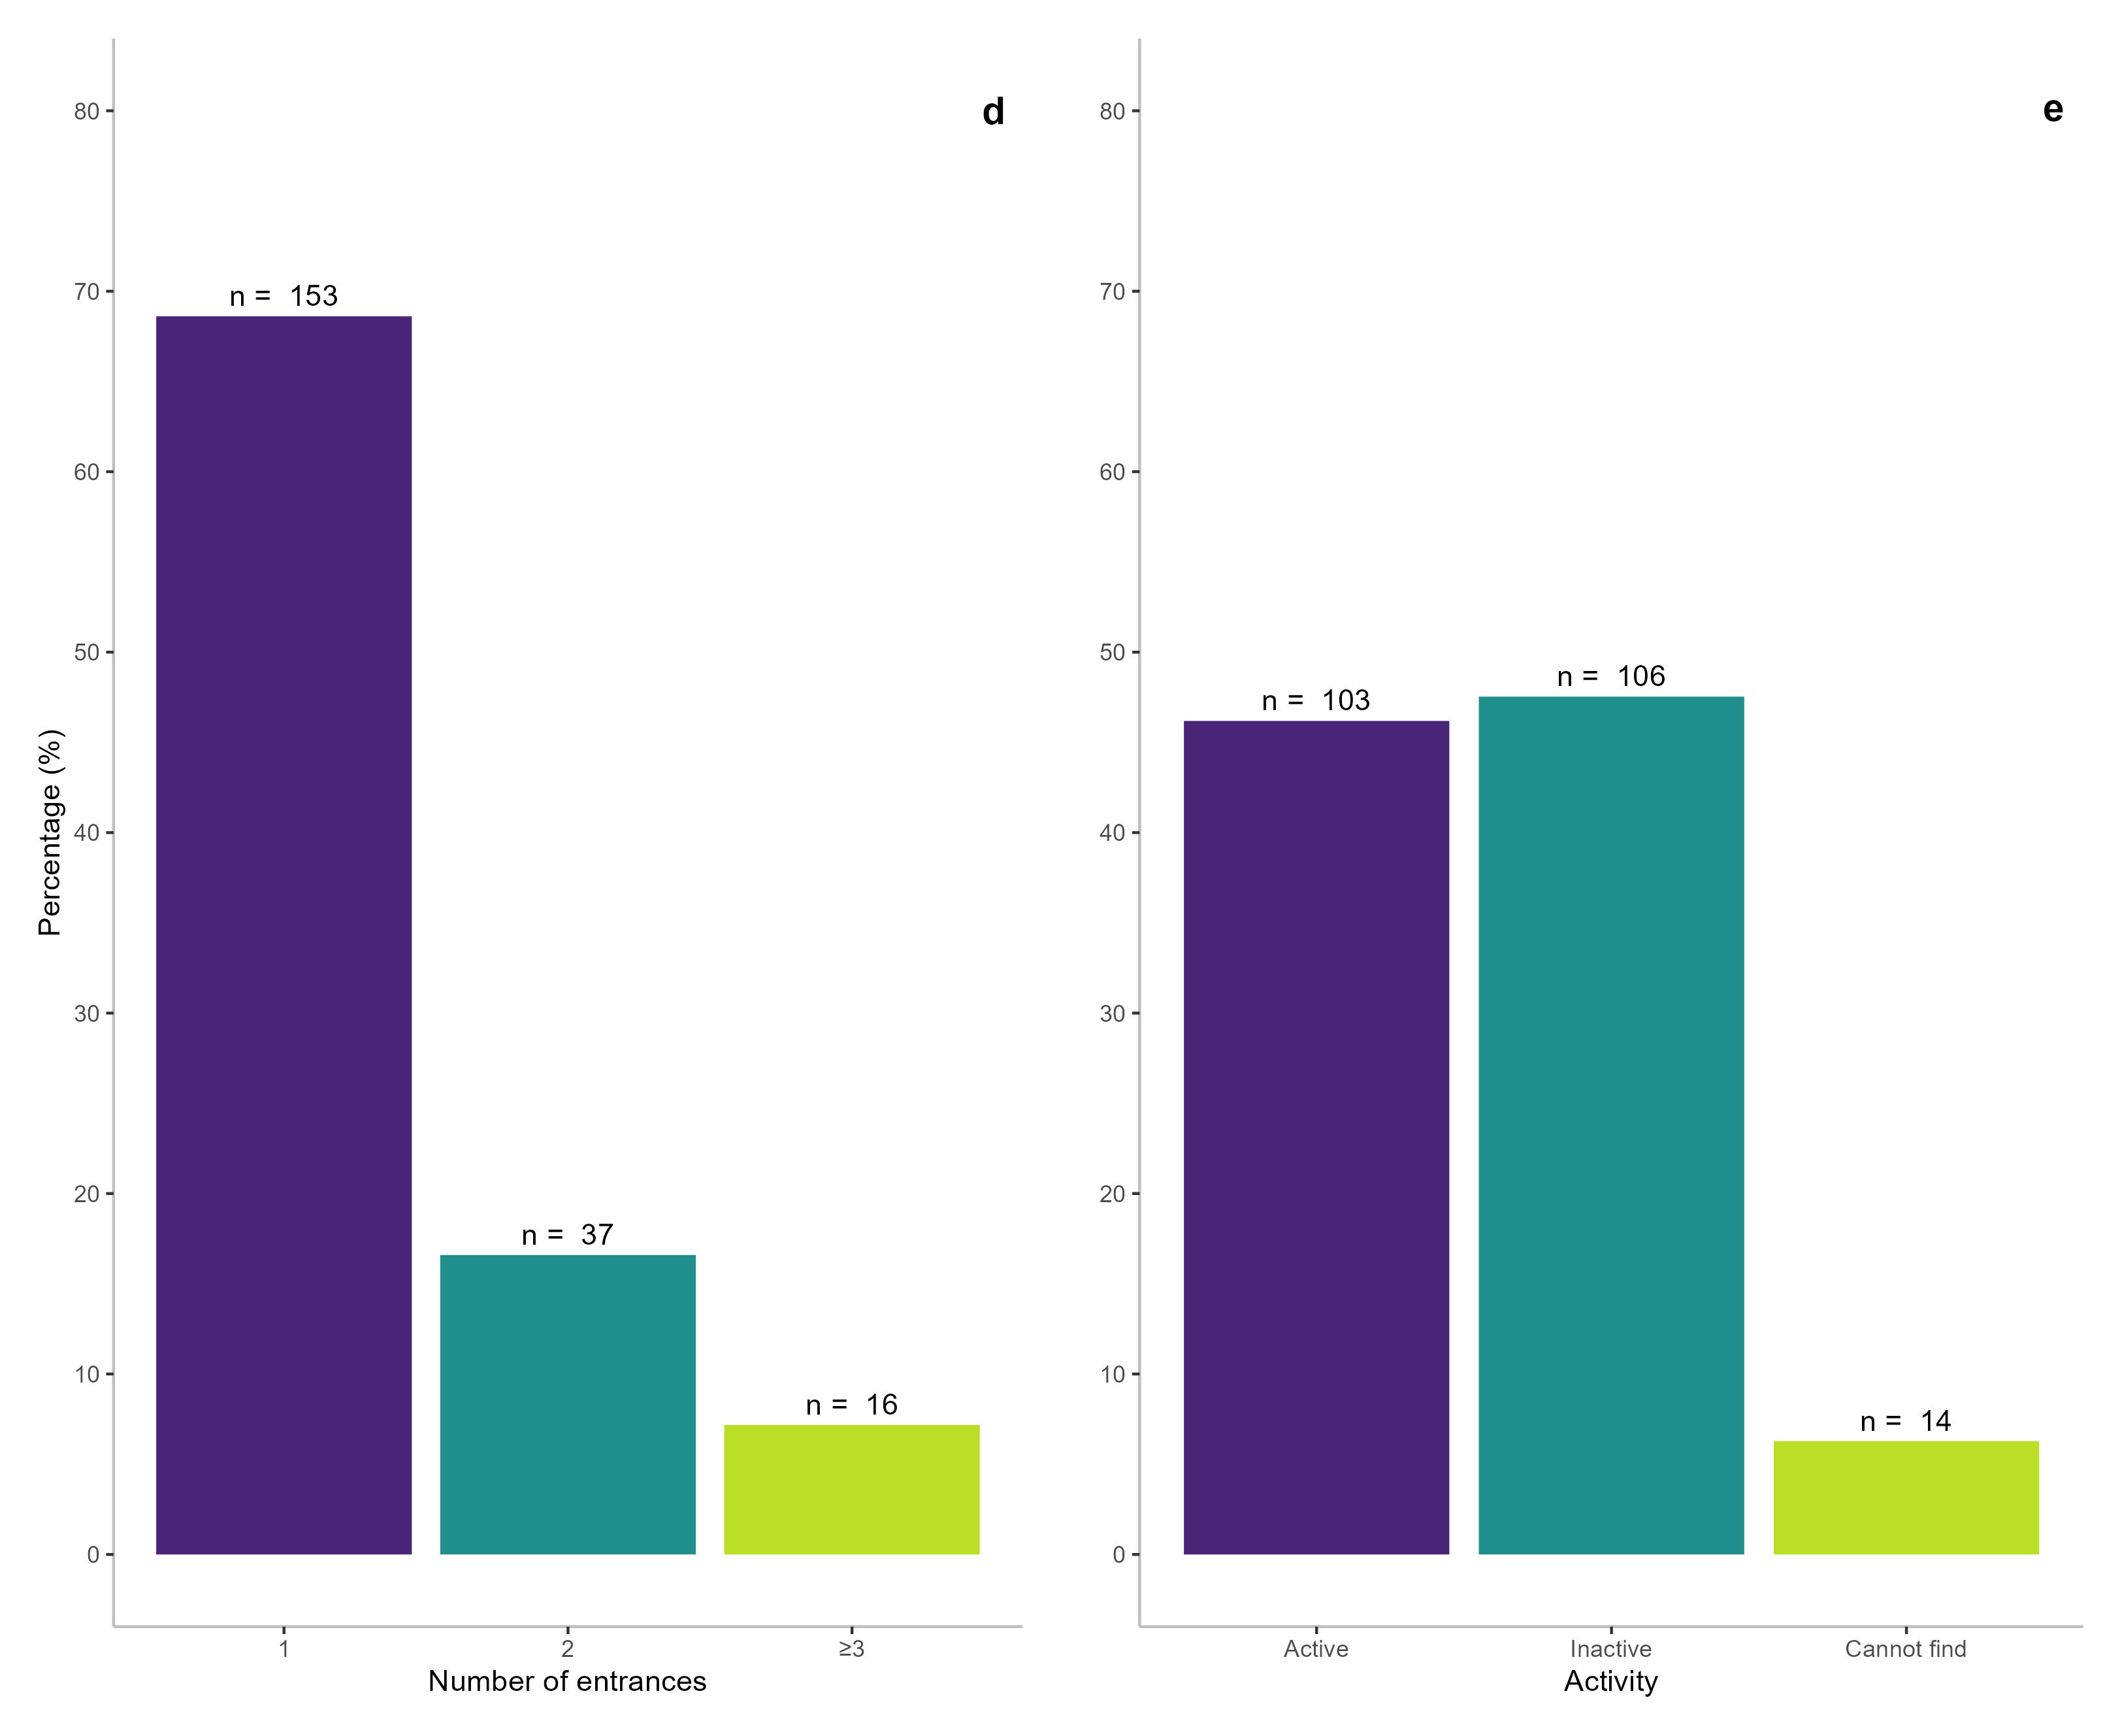 d
80
70
60
50
40
30
20
10
0
Percentage (%)
n = 153
n = 37
n = 16
1 2 ≥3
Number of entrances
e
80
70
60
50
40
30
20
10
0
n = 103
n = 106
n = 14
Active Inactive Cannot find
Activity